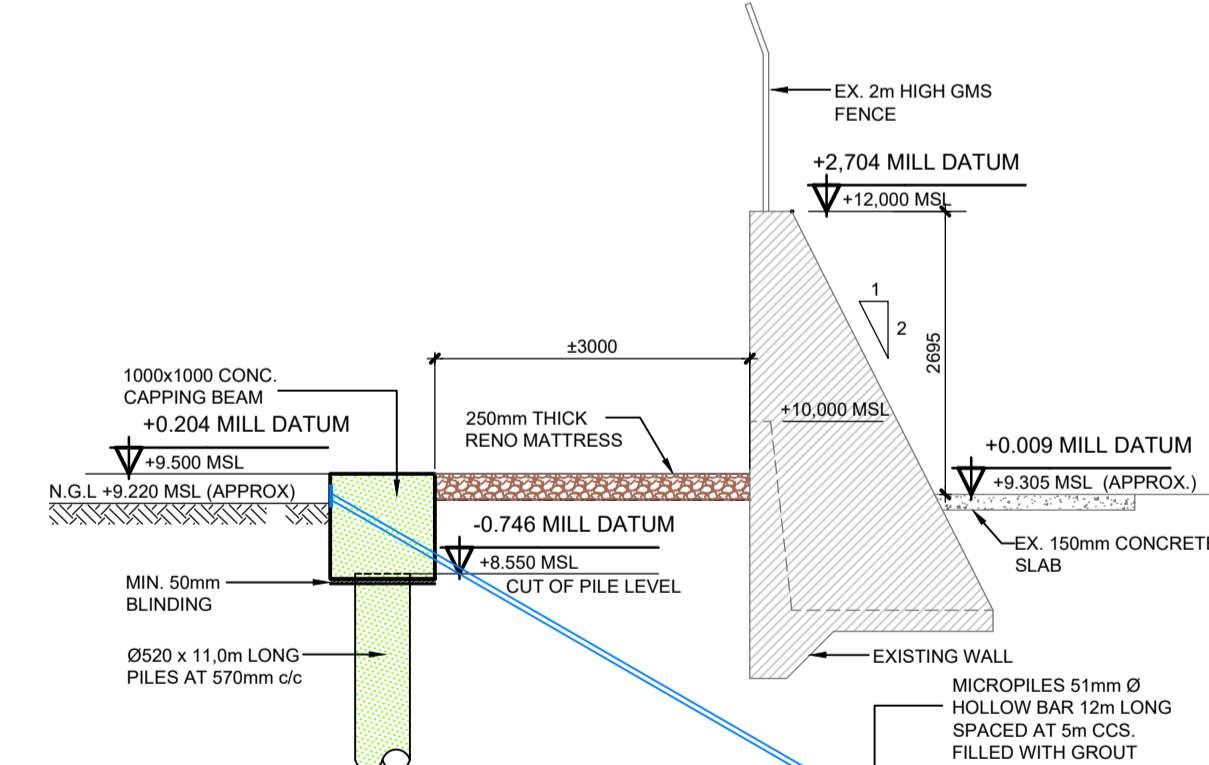 EX. 2m HIGH GMS
FENCE
+2,704 MILL DATUM
+12,000 MSL
1
2
2695
±3000
1000x1000 CONC.
CAPPING BEAM
+0.204 MILL DATUM
+9.500 MSL
N.G.L +9.220 MSL (APPROX)
250mm THICK
RENO MATTRESS
+10,000 MSL
+0.009 MILL DATUM
+9.305 MSL (APPROX.)
-0.746 MILL DATUM
+8.550 MSL
CUT OF PILE LEVEL
EX. 150mm CONCRETE
SLAB
MIN. 50mm
BLINDING
Ø520 x 11,0m LONG
PILES AT 570mm c/c
EXISTING WALL
MICROPILES 51mm Ø
HOLLOW BAR 12m LONG
SPACED AT 5m CCS.
FILLED WITH GROUT